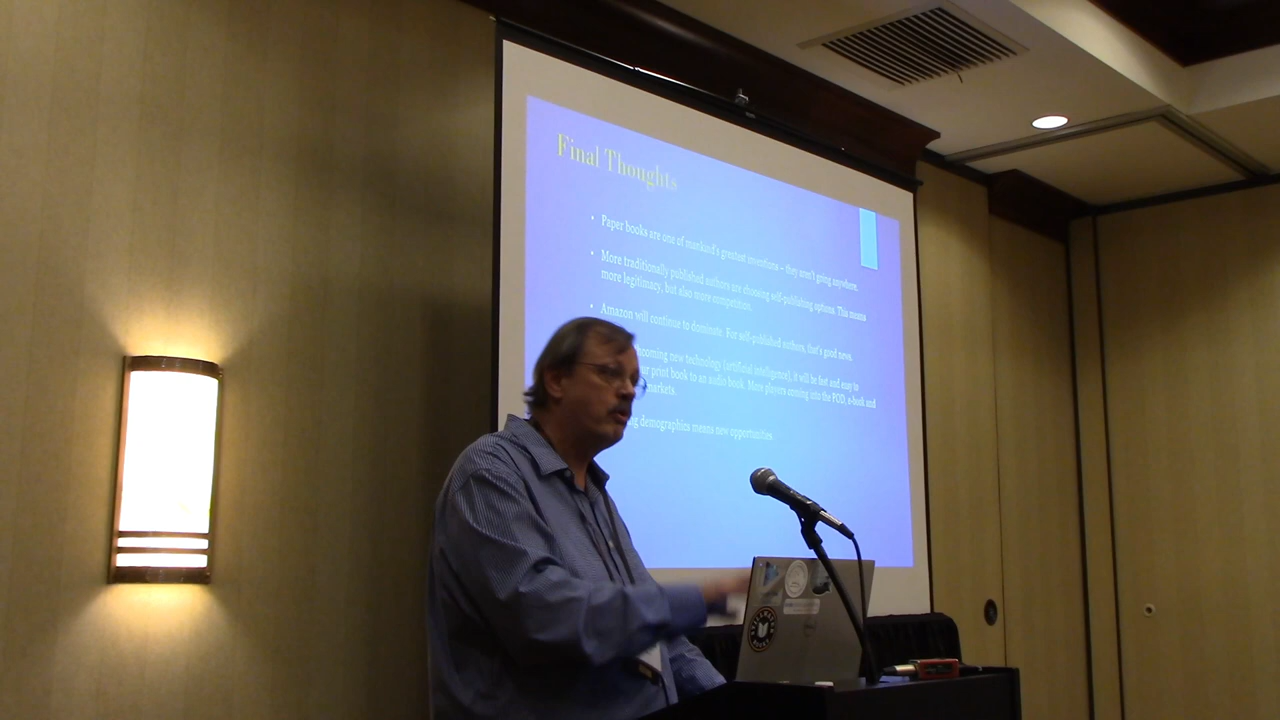 Final Thoughts
• Paper books are one of mankind's greatest inventions – they aren't going anywhere.
• More traditionally published authors are choosing self-publishing options. This means
more legitimacy, but also more competition.
• Amazon will continue to dominate. For self-published authors, that's good news.
new technology (artificial intelligence), it will be fast and easy to
print book to an audio book. More players coming into the POD, e-book and
markets.
demographics means new opportunities